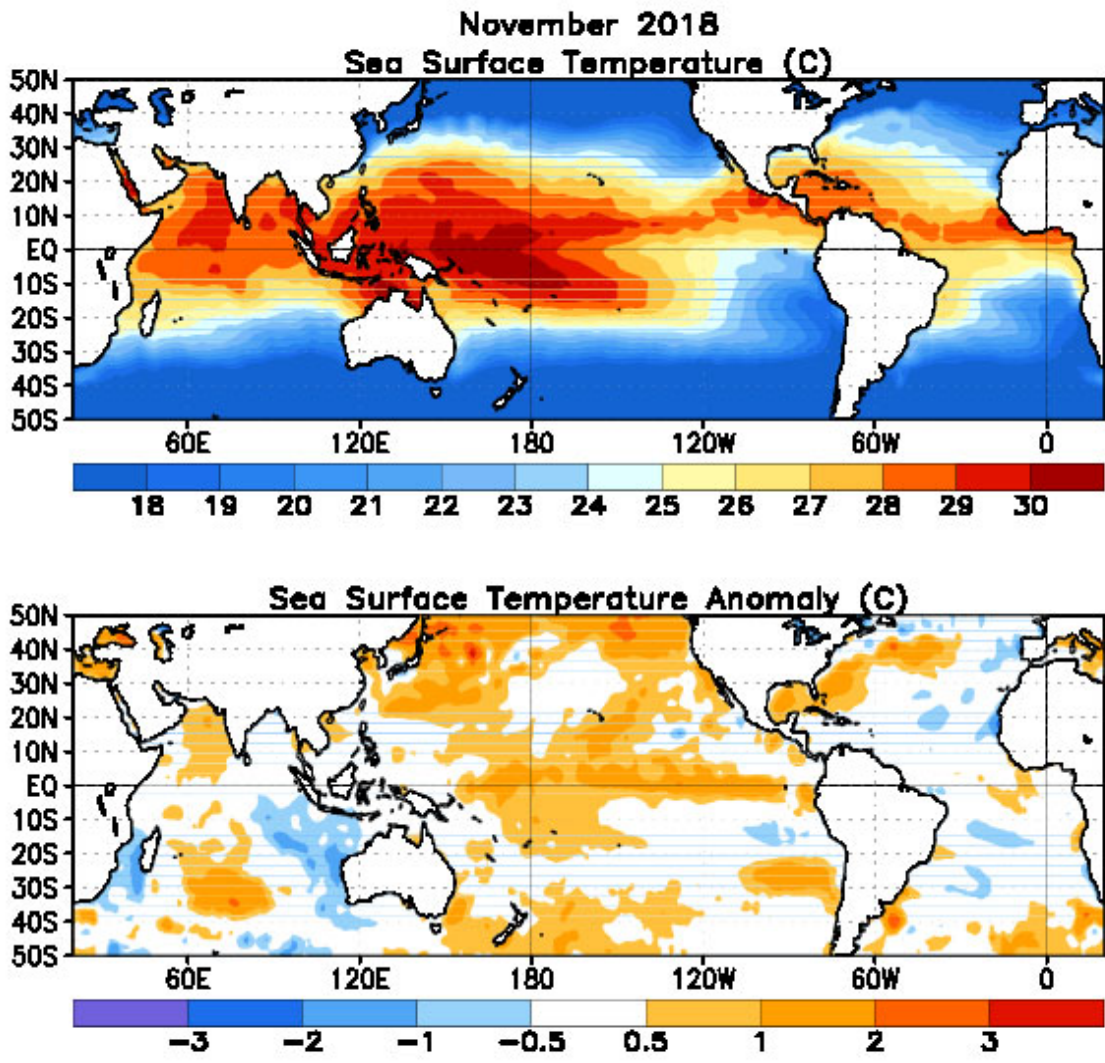 November 2018
Sea Surface Temperature (C)
50N
40N
30N
20N
10N
EQ
10S
20S
30S
40S
50S
60E 120E 180 120W 60W 0
18 19 20 21 22 23 24 25 26 27 28 29 30
Sea Surface Temperature Anomaly (C)
50N
40N
30N
20N
10N
EQ
10S
20S
30S
40S
50S
60E 120E 180 120W 60W 0
-3 -2 -1 -0.5 0.5 1 2 3